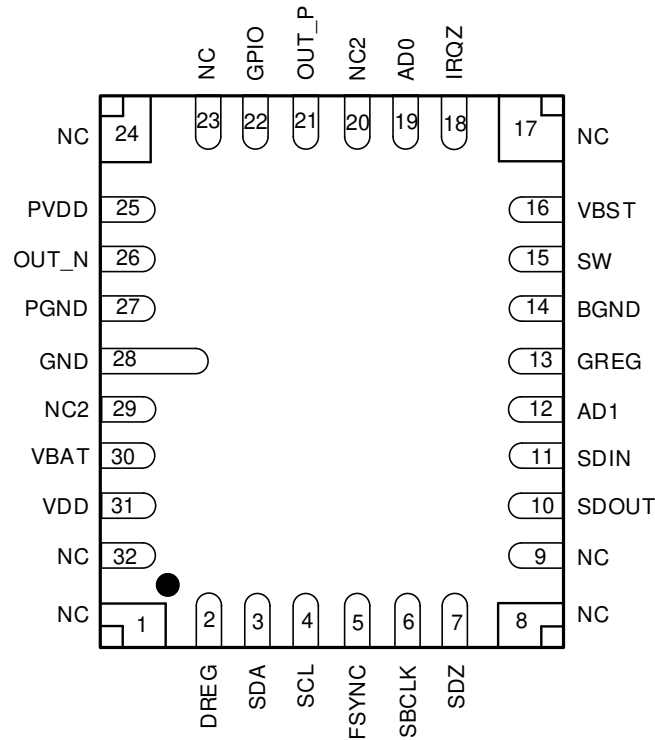 NC
GPIO
OUT_P
NC2
AD0
IRQZ
23
22
21
20
19
18
NC 24
17 NC
PVDD 25
16 VBST
OUT_N 26
15 SW
PGND 27
14 BGND
GND 28
13 GREG
NC2 29
12 AD1
VBAT 30
11 SDIN
VDD 31
10 SDOUT
NC 32
9 NC
NC 1
8 NC
2
3
4
5
6
7
DREG
SDA
SCL
FSYNC
SBCLK
SDZ